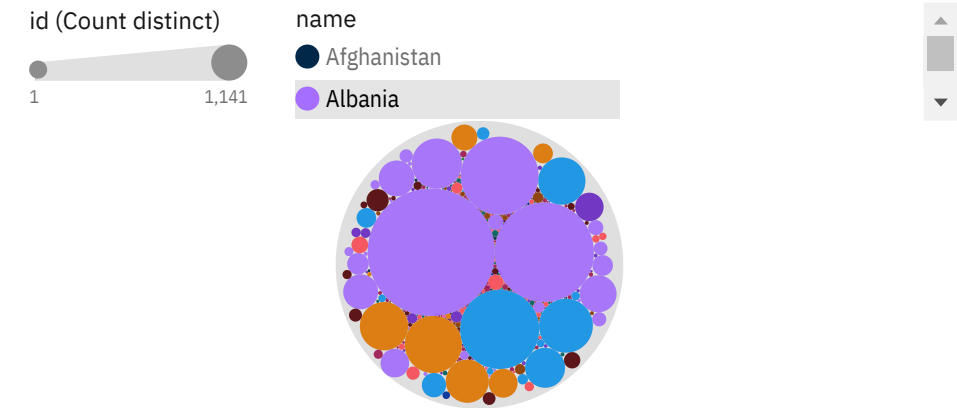 id (Count distinct)
1
1,141
name
Afghanistan
Albania